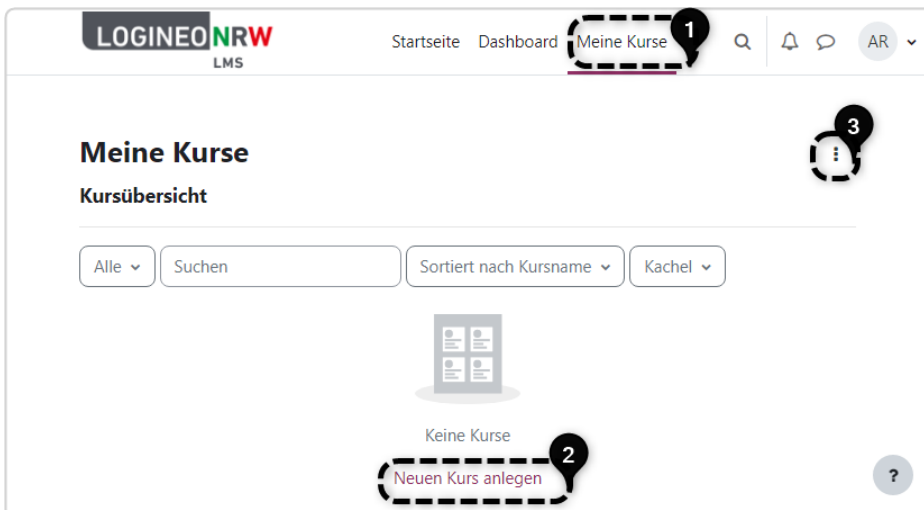 LOGINEO NRW
LMS
Startseite Dashboard Meine Kurse 1 AR
3
Meine Kurse
Kursübersicht
Alle Suchen Sortiert nach Kursname Kachel
Keine Kurse
2
Neuen Kurs anlegen
?